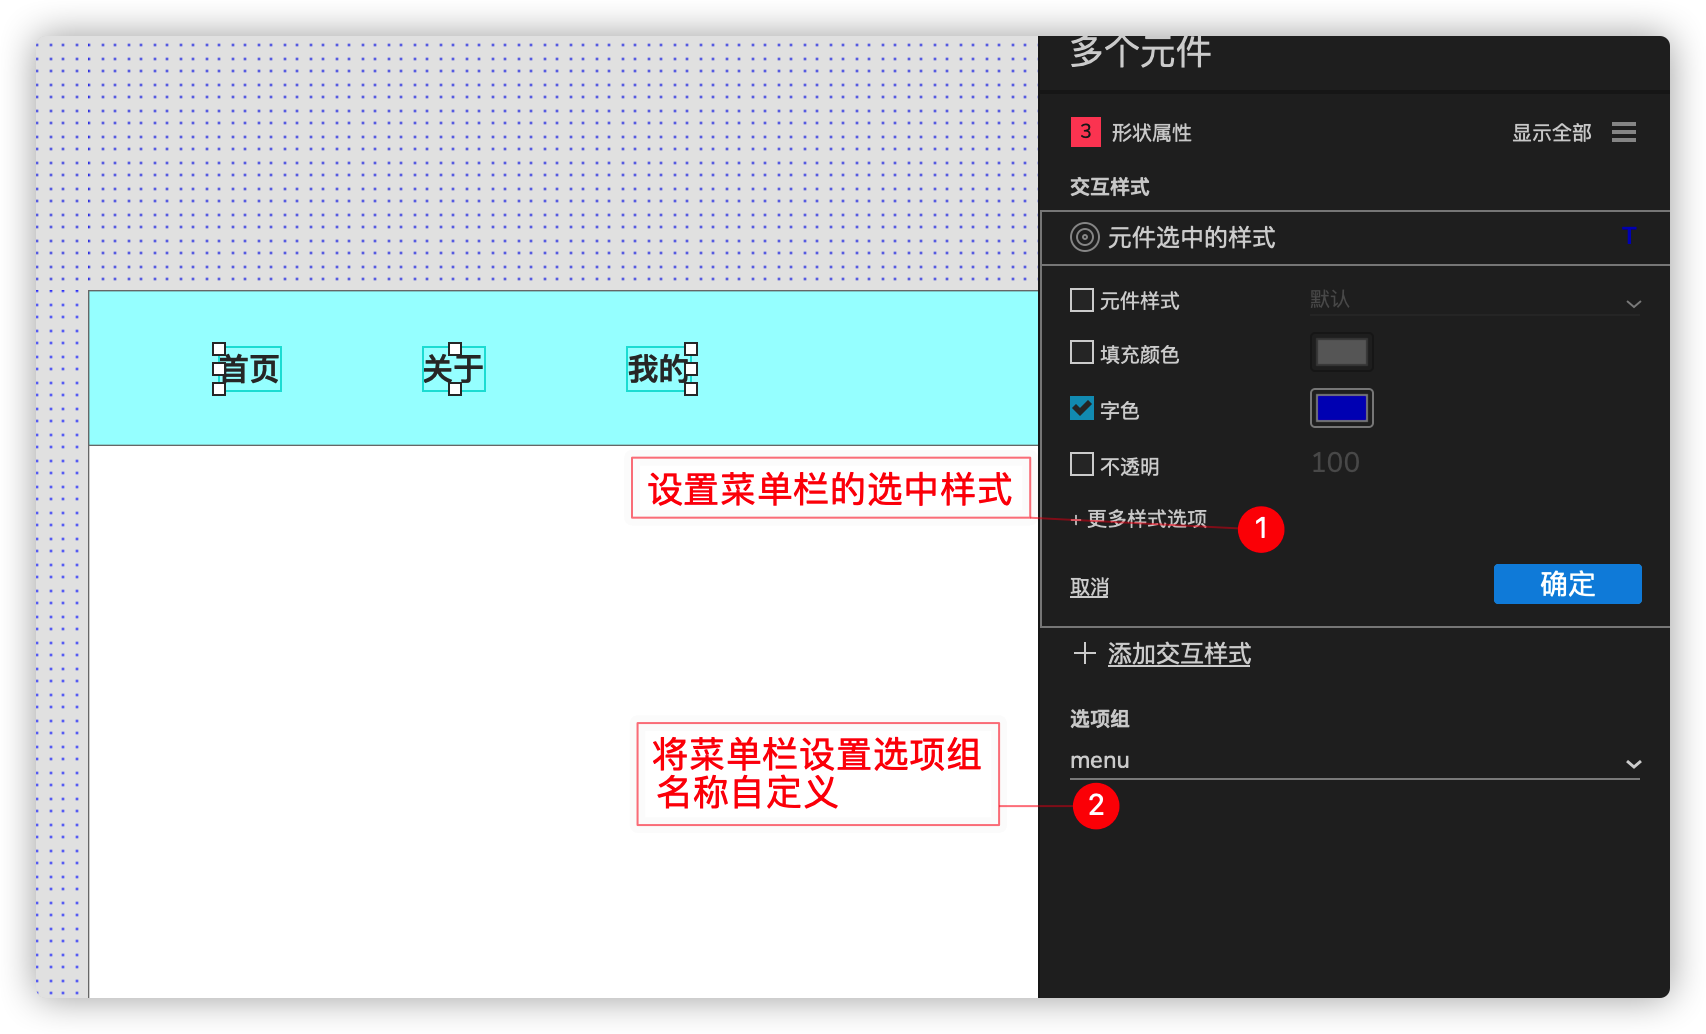 多个元件
3 形状属性 显示全部
交互样式
元件选中的样式 T
元件样式 默认
填充颜色
字色
不透明 100
+ 更多样式选项
取消 确定
添加交互样式
选项组
menu
首页 关于 我的
设置菜单栏的选中样式
1
将菜单栏设置选项组
名称自定义
2